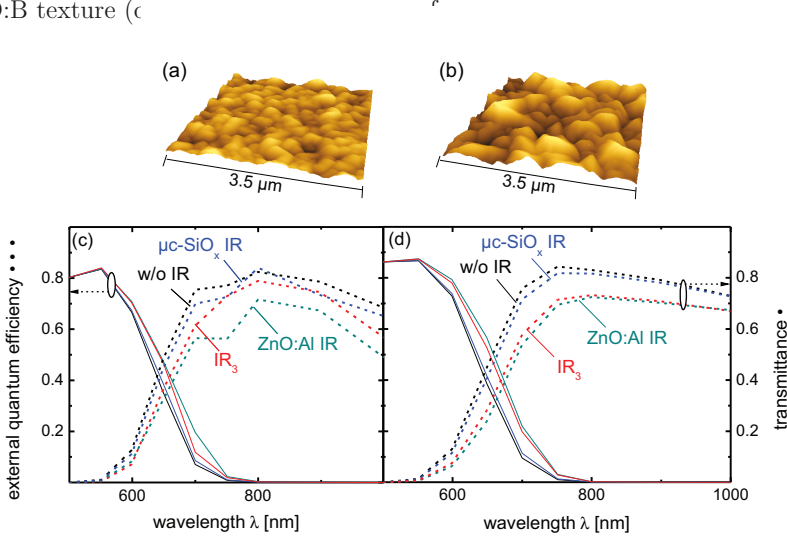 O:B texture (c
(a)
(b)
3.5 µm
3.5 µm
(c)
(d)
µc-SiOx IR
w/o IR
IR3
ZnO:Al IR
µc-SiOx IR
w/o IR
IR3
ZnO:Al IR
external quantum efficiency • • •
0.8
0.6
0.4
0.2
600
800
wavelength λ [nm]
600
800
1000
wavelength λ [nm]
0.8
0.6
0.4
0.2
transmittance •